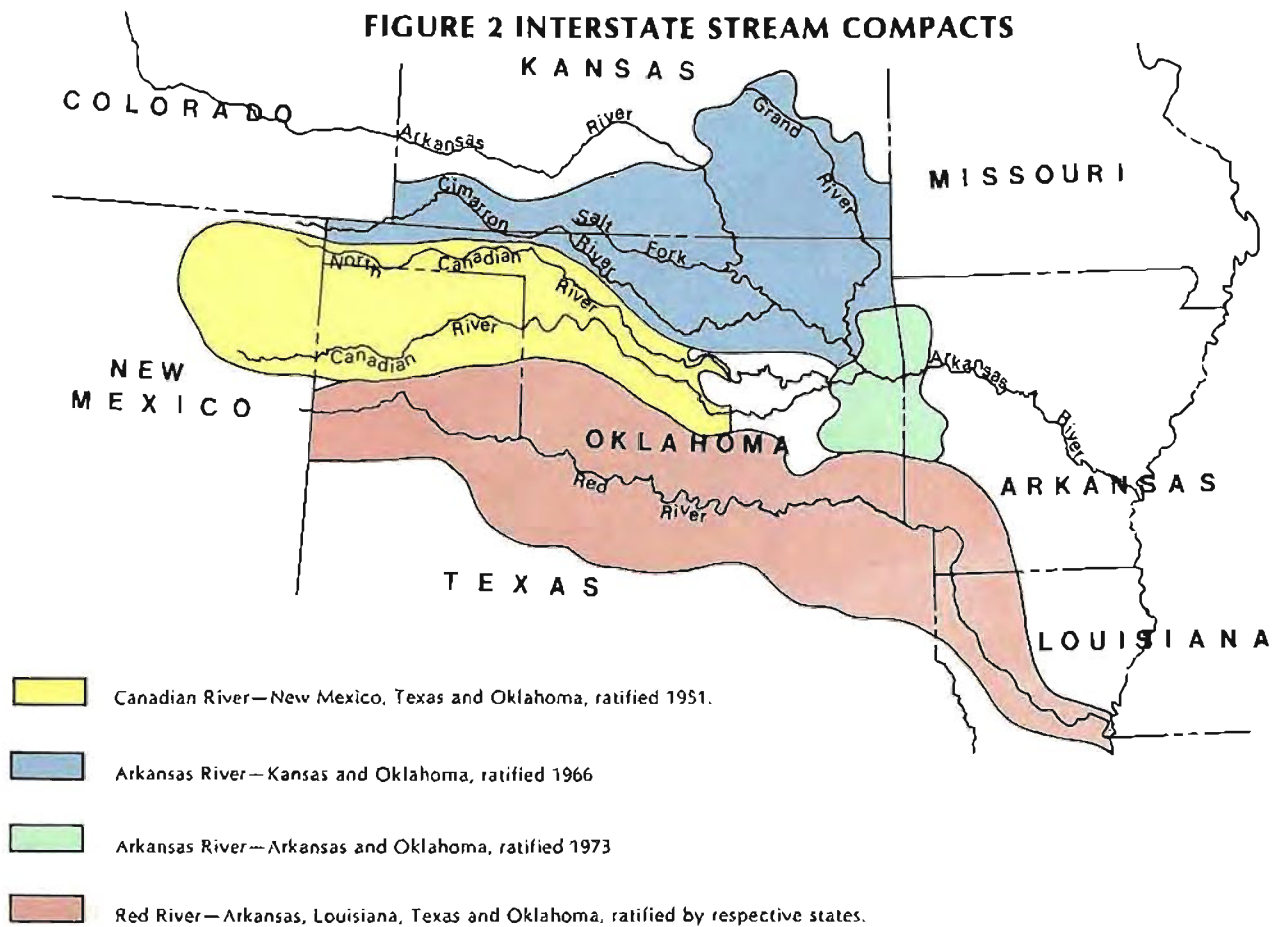 FIGURE 2 INTERSTATE STREAM COMPACTS
KANSAS
COLORADO
Arkansas River
Grand River
MISSOURI
Cimarron River
Salt Fork
North Canadian River
Canadian River
NEW MEXICO
Arkansas River
OKLAHOMA
Red River
ARKANSAS
TEXAS
LOUISIANA
Canadian River—New Mexico, Texas and Oklahoma, ratified 1951.
Arkansas River—Kansas and Oklahoma, ratified 1966
Arkansas River—Arkansas and Oklahoma, ratified 1973
Red River—Arkansas, Louisiana, Texas and Oklahoma, ratified by respective states.